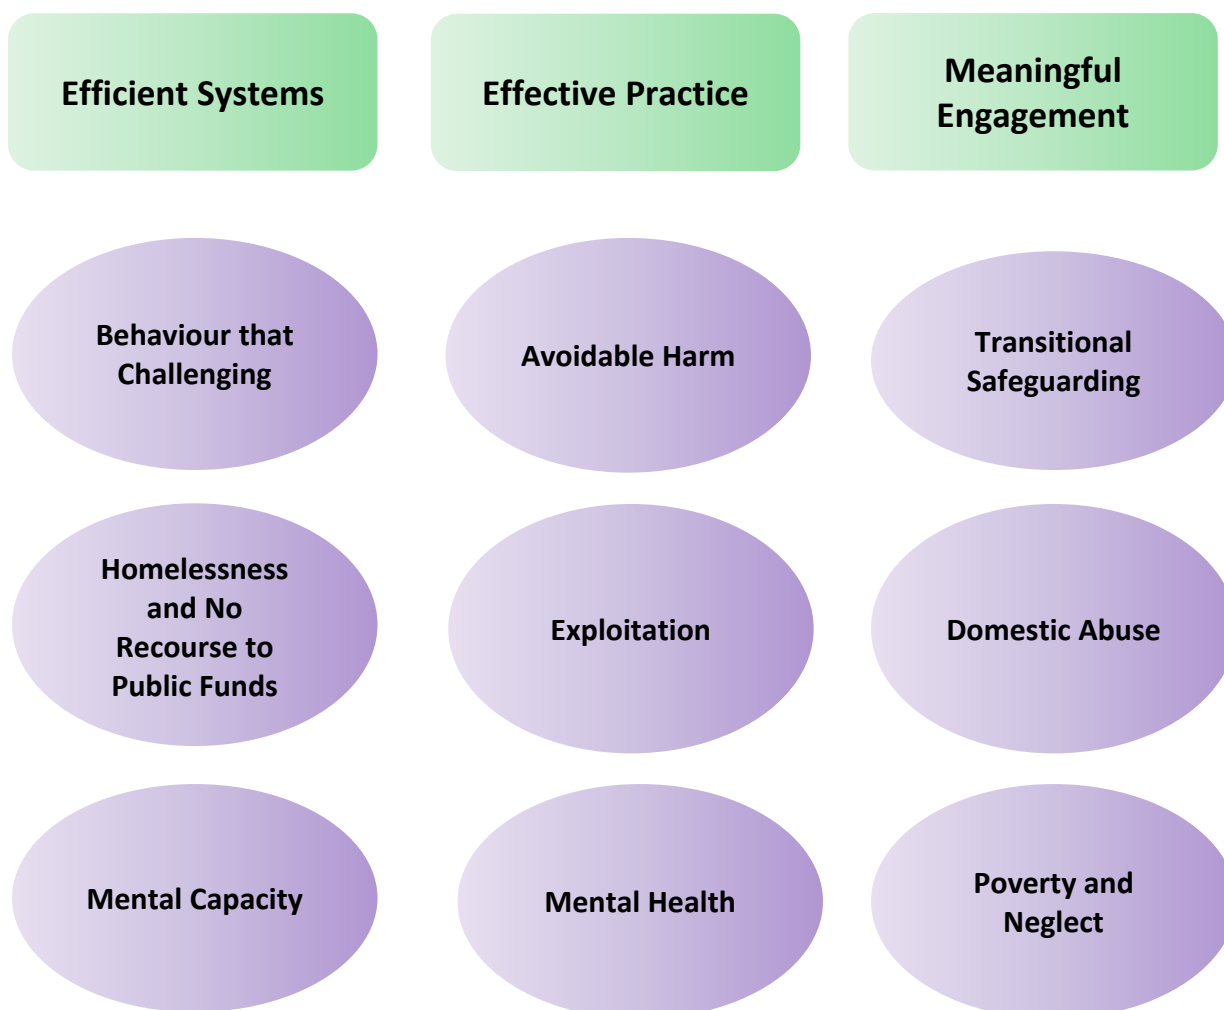 Efficient Systems
Effective Practice
Meaningful
Engagement
Behaviour that
Challenging
Avoidable Harm
Transitional
Safeguarding
Homelessness
and No
Recourse to
Public Funds
Exploitation
Domestic Abuse
Mental Capacity
Mental Health
Poverty and
Neglect